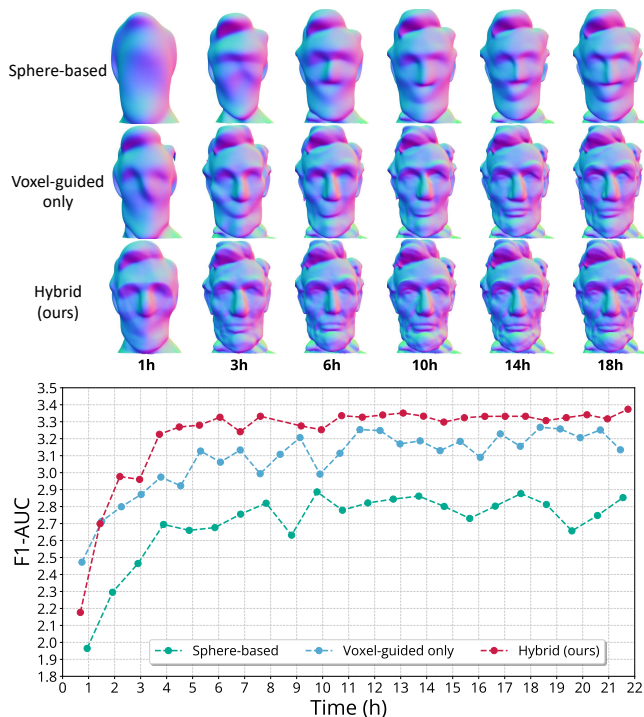 Sphere-based
Voxel-guided
only
Hybrid
(ours)
1h 3h 6h 10h 14h 18h
3.5
3.4
3.3
3.2
3.1
3.0
2.9
2.8
2.7
2.6
2.5
2.4
2.3
2.2
2.1
2.0
1.9
1.8
F1-AUC
Sphere-based Voxel-guided only Hybrid (ours)
0 1 2 3 4 5 6 7 8 9 10 11 12 13 14 15 16 17 18 19 20 21 22
Time (h)